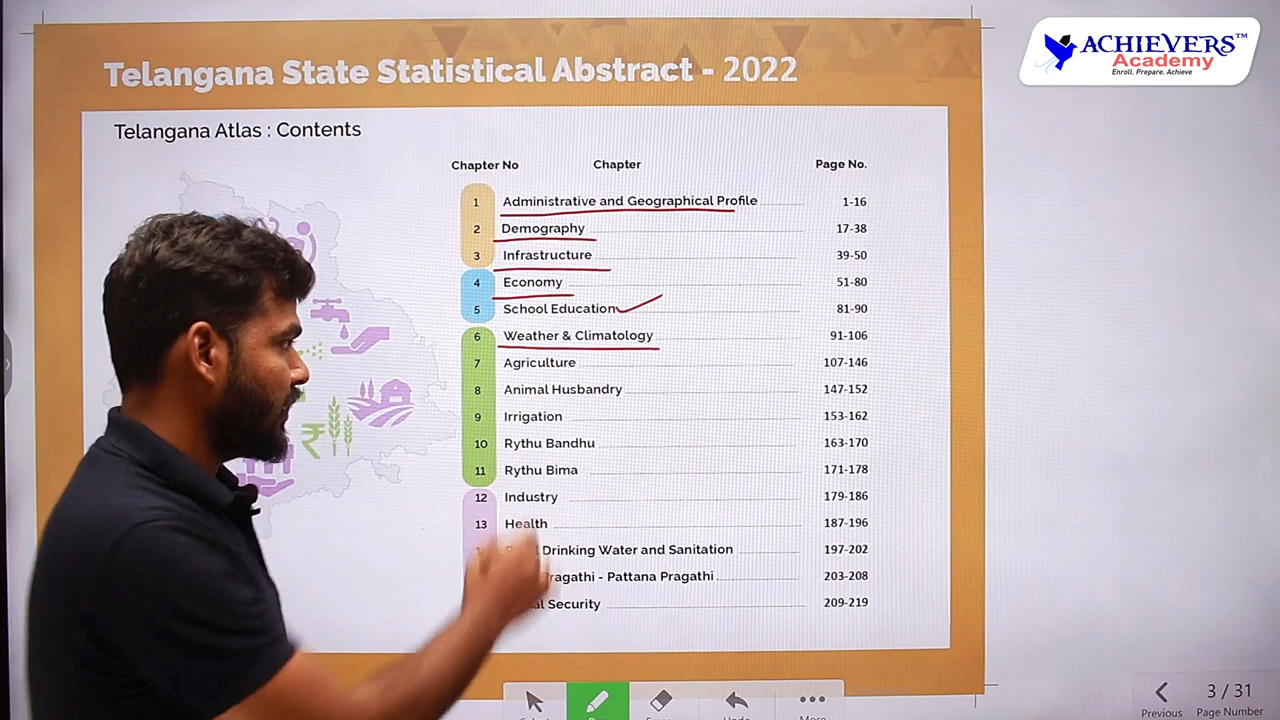 Telangana State Statistical Abstract - 2022
ACHIEVERS™
Academy
Enroll. Prepare. Achieve
Telangana Atlas : Contents
Chapter No Chapter Page No.
1 Administrative and Geographical Profile 1-16
2 Demography 17-38
3 Infrastructure 39-50
4 Economy 51-80
5 School Education 81-90
6 Weather & Climatology 91-106
7 Agriculture 107-146
8 Animal Husbandry 147-152
9 Irrigation 153-162
10 Rythu Bandhu 163-170
11 Rythu Bima 171-178
12 Industry 179-186
13 Health 187-196
Drinking Water and Sanitation 197-202
Pragathi - Pattana Pragathi 203-208
Security 209-219
3 / 31
Previous Page Number